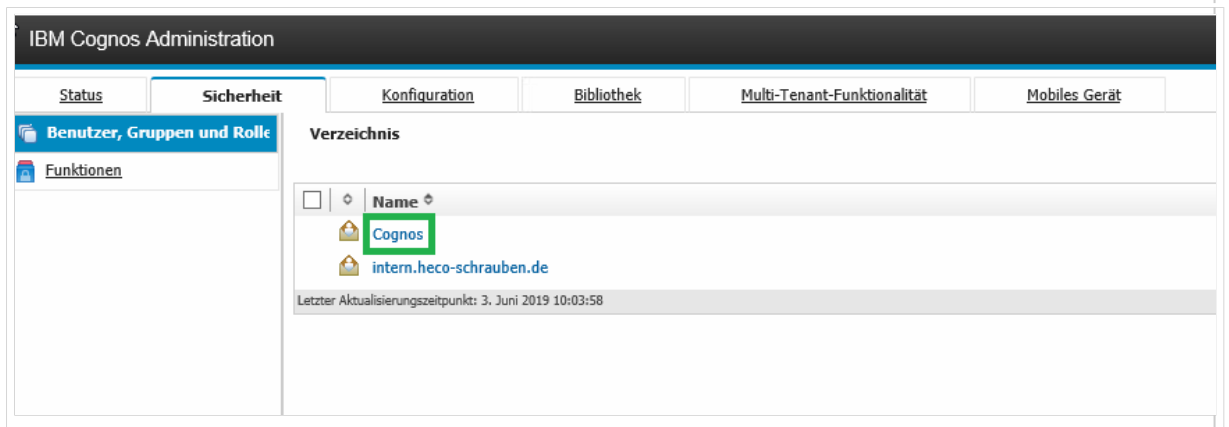 IBM Cognos Administration
Status Sicherheit Konfiguration Bibliothek Multi-Tenant-Funktionalität Mobiles Gerät
Benutzer, Gruppen und Rolle
Verzeichnis
Funktionen
Name
Cognos
intern.heco-schrauben.de
Letzter Aktualisierungszeitpunkt: 3. Juni 2019 10:03:58